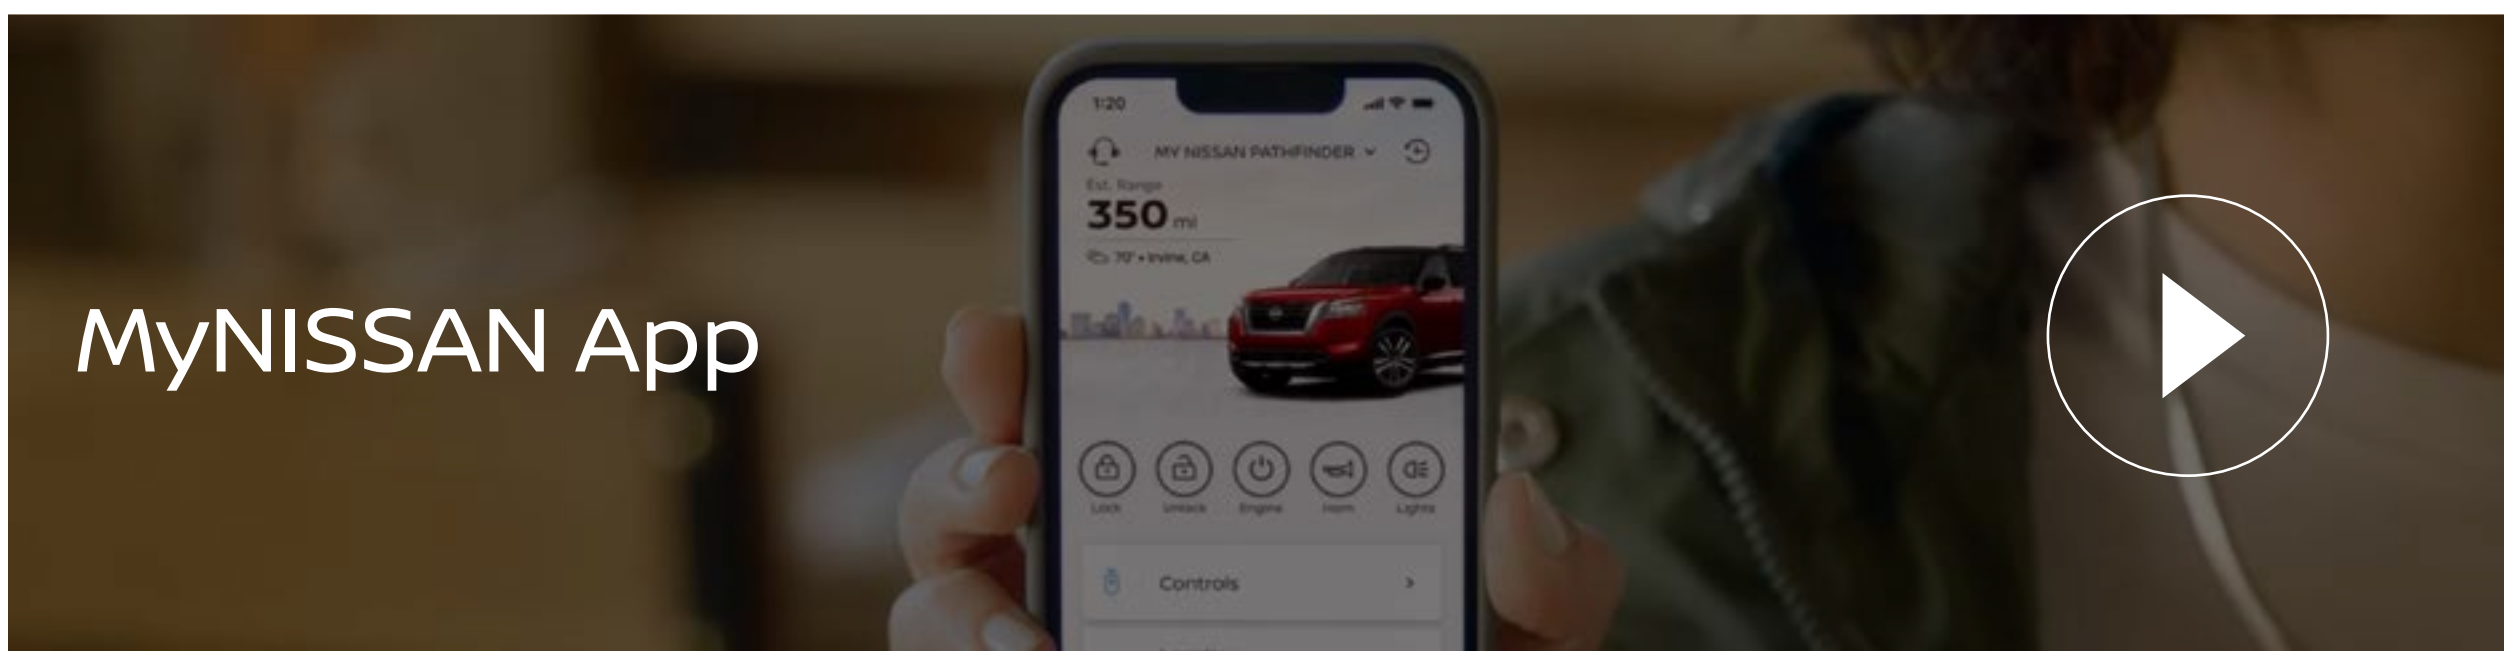 MyNISSAN App
1:20
MY NISSAN PATHFINDER
Est. Range
350 mi
70° • Irvine, CA
Lock Unlock Engine Horn Lights
Controls